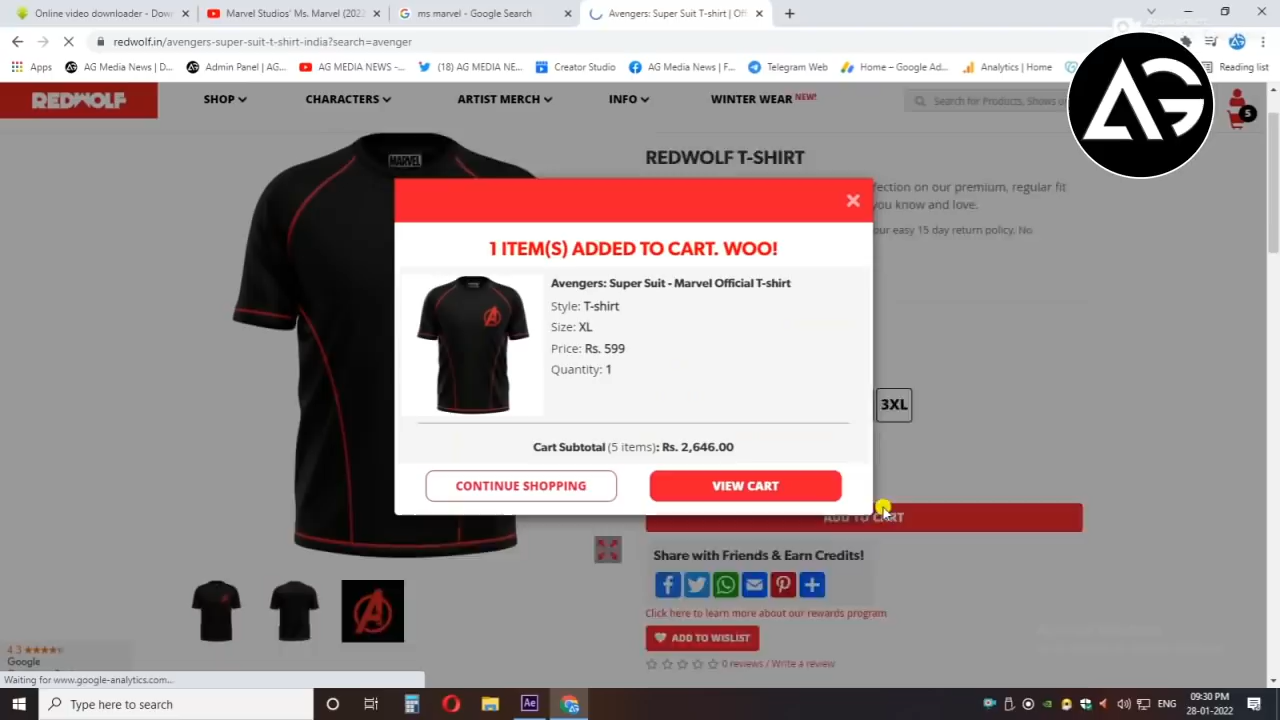 Online video downloader - Down
Marvel Studios' Ms. Marvel (202
ms marvel - Google Search
Avengers: Super Suit T-shirt | Off
redwolf.in/avengers-super-suit-t-shirt-india?search=avenger
Apps
AG Media News | D...
Admin Panel | AG...
AG MEDIA NEWS -...
(18) AG MEDIA NE...
Creator Studio
AG Media News | F...
Telegram Web
Home – Google Ad...
Analytics | Home
Reading list
REDWOLF
SHOP
CHARACTERS
ARTIST MERCH
INFO
WINTER WEAR NEW!
Search for Products, Shows
5
AG
MARVEL
REDWOLF T-SHIRT
fection on our premium, regular fit
you know and love.
our easy 15 day return policy. No
1 ITEM(S) ADDED TO CART. WOO!
Avengers: Super Suit - Marvel Official T-shirt
Style: T-shirt
Size: XL
Price: Rs. 599
Quantity: 1
3XL
Cart Subtotal (5 items): Rs. 2,646.00
CONTINUE SHOPPING
VIEW CART
ADD TO CART
Share with Friends & Earn Credits!
Click here to learn more about our rewards program
ADD TO WISLIST
0 reviews / Write a review
4.3
Google
Waiting for www.google-analytics.com...
Type here to search
Ae
ENG
09:30 PM
28-01-2022